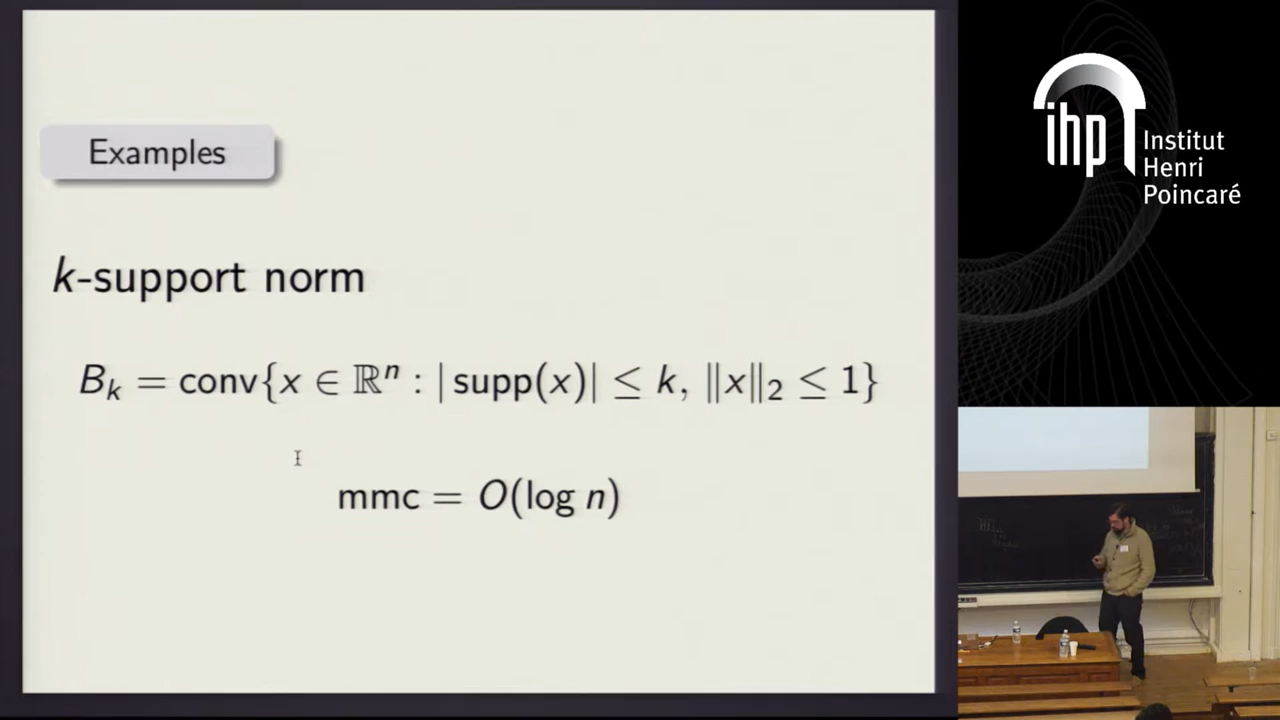 Examples
k-support norm
B_k = conv{x ∈ ℝⁿ : | supp(x)| ≤ k, ‖x‖₂ ≤ 1}
mmc = O(log n)
ihp
Institut
Henri
Poincaré